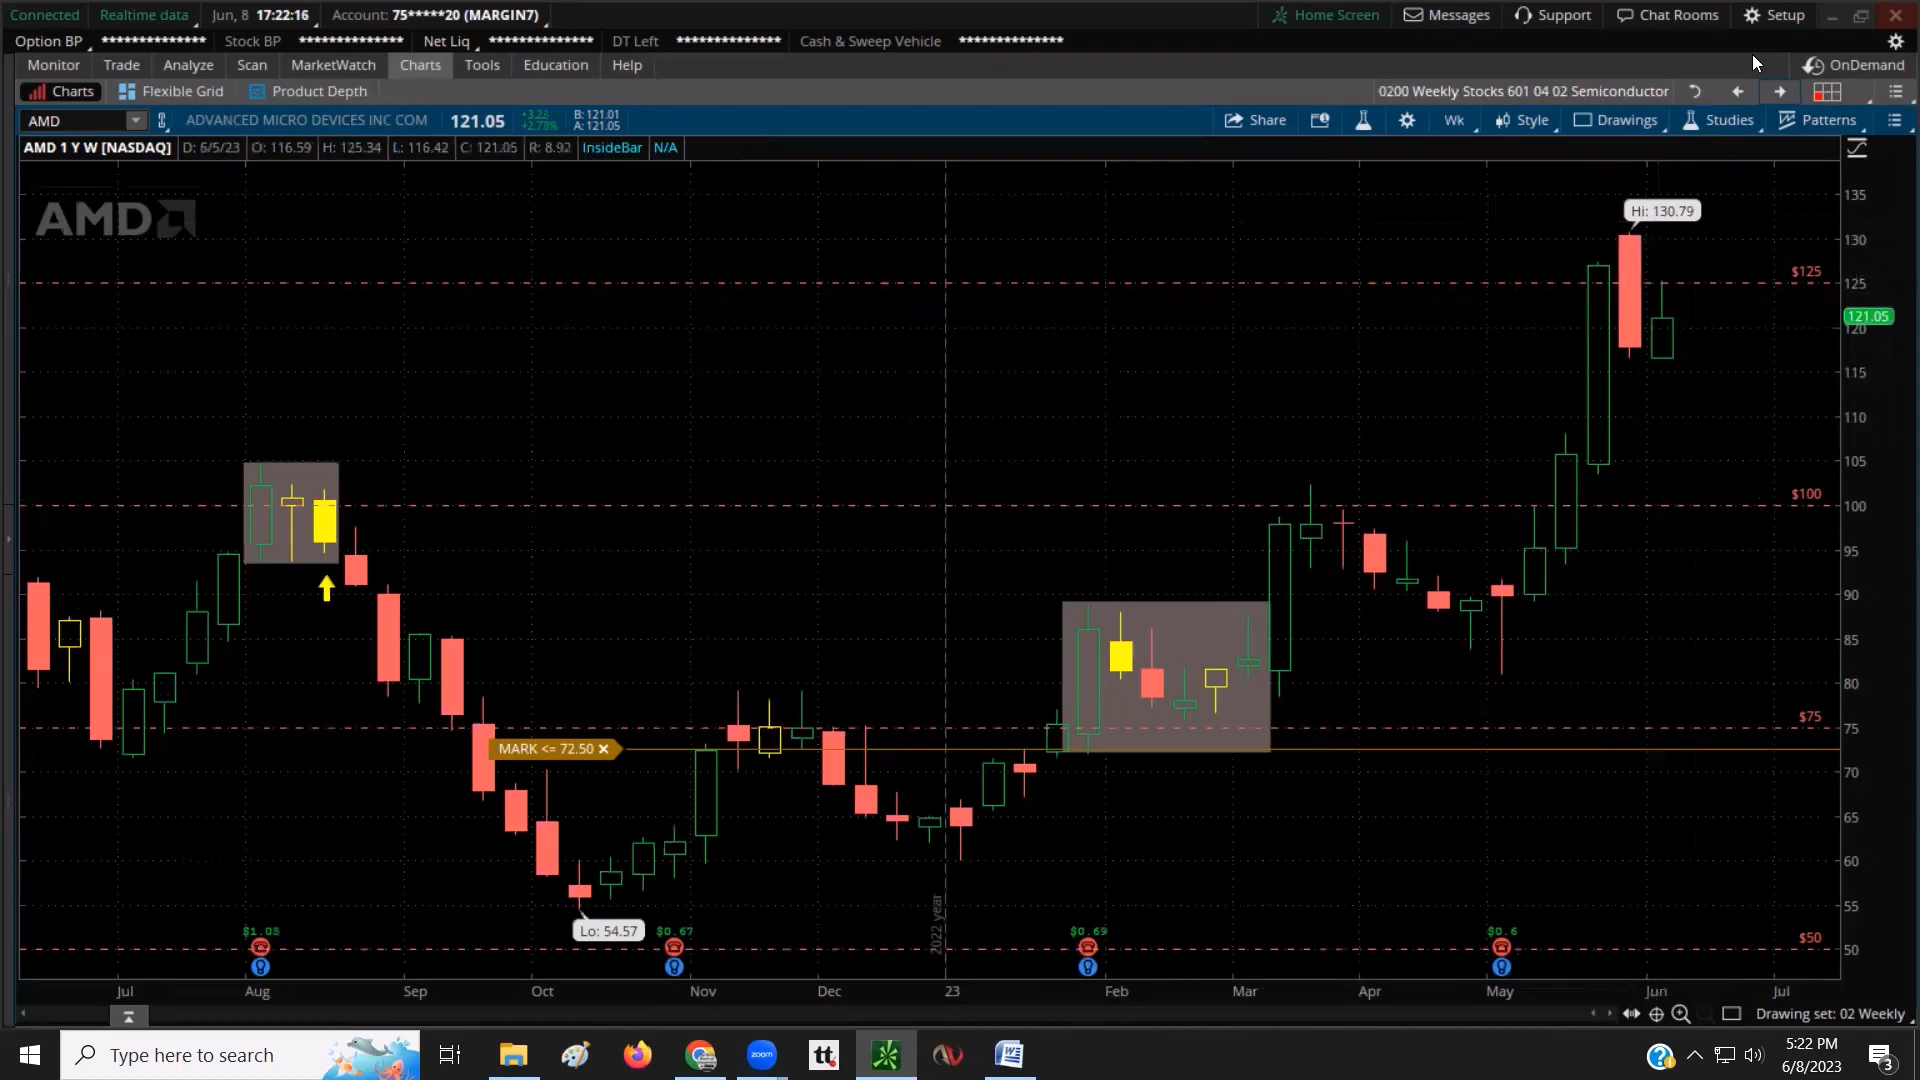 Connected Realtime data Jun, 8 17:22:16 Account: 75*****20 (MARGIN7) Home Screen Messages Support Chat Rooms Setup
Option BP ************** Stock BP ************** Net Liq ************** DT Left ************** Cash & Sweep Vehicle **************
Monitor Trade Analyze Scan MarketWatch Charts Tools Education Help OnDemand
Charts Flexible Grid Product Depth 0200 Weekly Stocks 601 04 02 Semiconductor
AMD ADVANCED MICRO DEVICES INC COM 121.05 +3.23 +2.73% B: 121.01 A: 121.05 Share Wk Style Drawings Studies Patterns
AMD 1 Y W [NASDAQ] D: 6/5/23 O: 116.59 H: 125.34 L: 116.42 C: 121.05 R: 8.92 InsideBar N/A
AMD
135
Hi: 130.79
130
$125
125
121.05
120
115
110
105
$100
100
95
90
85
80
$75
75
MARK <= 72.50
70
65
60
55
2022 year
Lo: 54.57
$1.05 $0.67 $0.69 $0.6
$50
50
Jul Aug Sep Oct Nov Dec 23 Feb Mar Apr May Jun Jul
Drawing set: 02 Weekly
Type here to search
zoom
tt
5:22 PM
6/8/2023
3